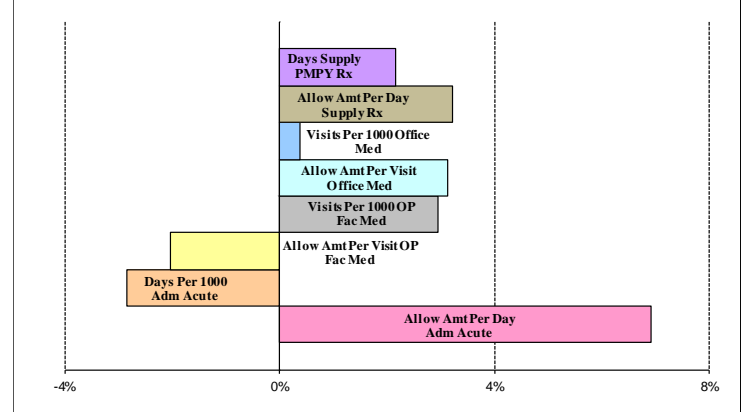 Days Supply
PMPY Rx
Allow Amt Per Day
Supply Rx
Visits Per 1000 Office
Med
Allow Amt Per Visit
Office Med
Visits Per 1000 OP
Fac Med
Allow Amt Per Visit OP
Fac Med
Days Per 1000
Adm Acute
Allow Amt Per Day
Adm Acute
-4%
0%
4%
8%